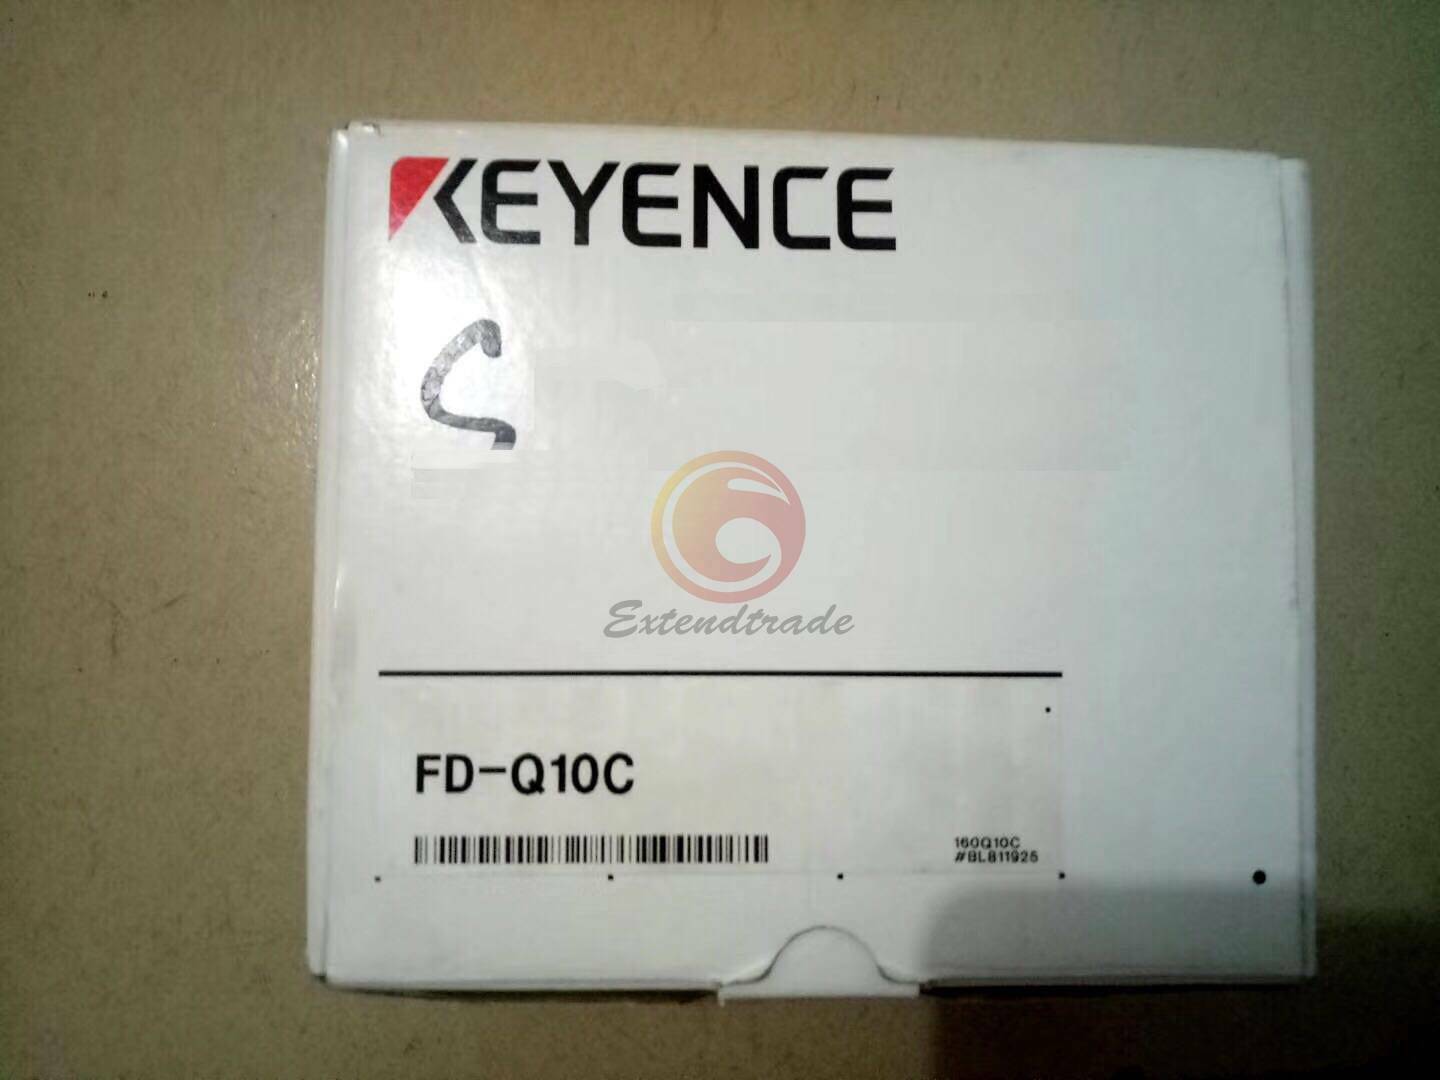 KEYENCE
Extendtrade
FD-Q10C
160Q10C
#BL811925